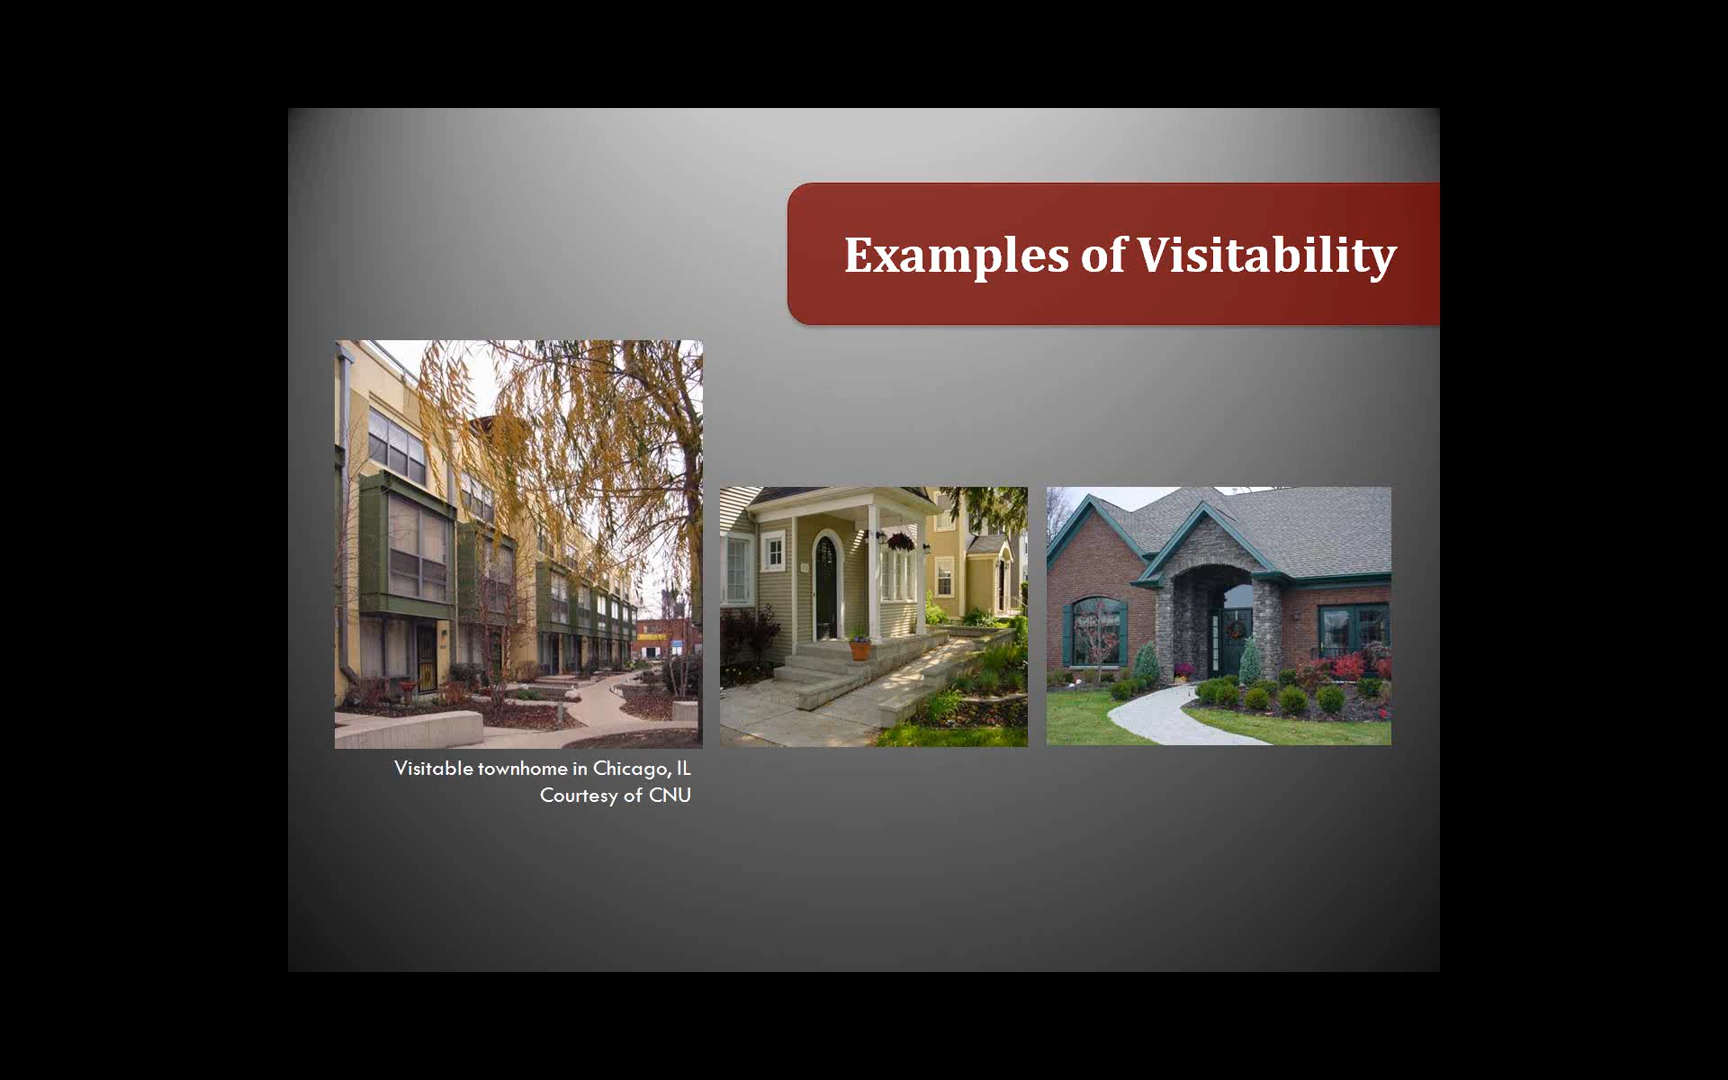 Examples of Visitability
Visitable townhome in Chicago, IL
Courtesy of CNU